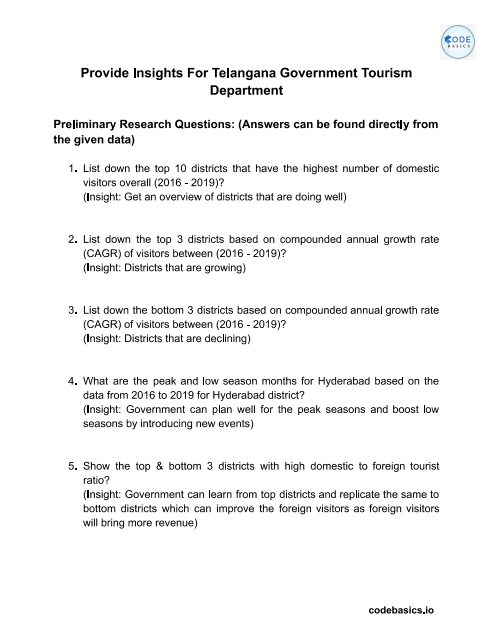 CODE
BASICS
Provide Insights For Telangana Government Tourism
Department
Preliminary Research Questions: (Answers can be found directly from
the given data)
1. List down the top 10 districts that have the highest number of domestic
visitors overall (2016 - 2019)?
(Insight: Get an overview of districts that are doing well)
2. List down the top 3 districts based on compounded annual growth rate
(CAGR) of visitors between (2016 - 2019)?
(Insight: Districts that are growing)
3. List down the bottom 3 districts based on compounded annual growth rate
(CAGR) of visitors between (2016 - 2019)?
(Insight: Districts that are declining)
4. What are the peak and low season months for Hyderabad based on the
data from 2016 to 2019 for Hyderabad district?
(Insight: Government can plan well for the peak seasons and boost low
seasons by introducing new events)
5. Show the top & bottom 3 districts with high domestic to foreign tourist
ratio?
(Insight: Government can learn from top districts and replicate the same to
bottom districts which can improve the foreign visitors as foreign visitors
will bring more revenue)
codebasics.io